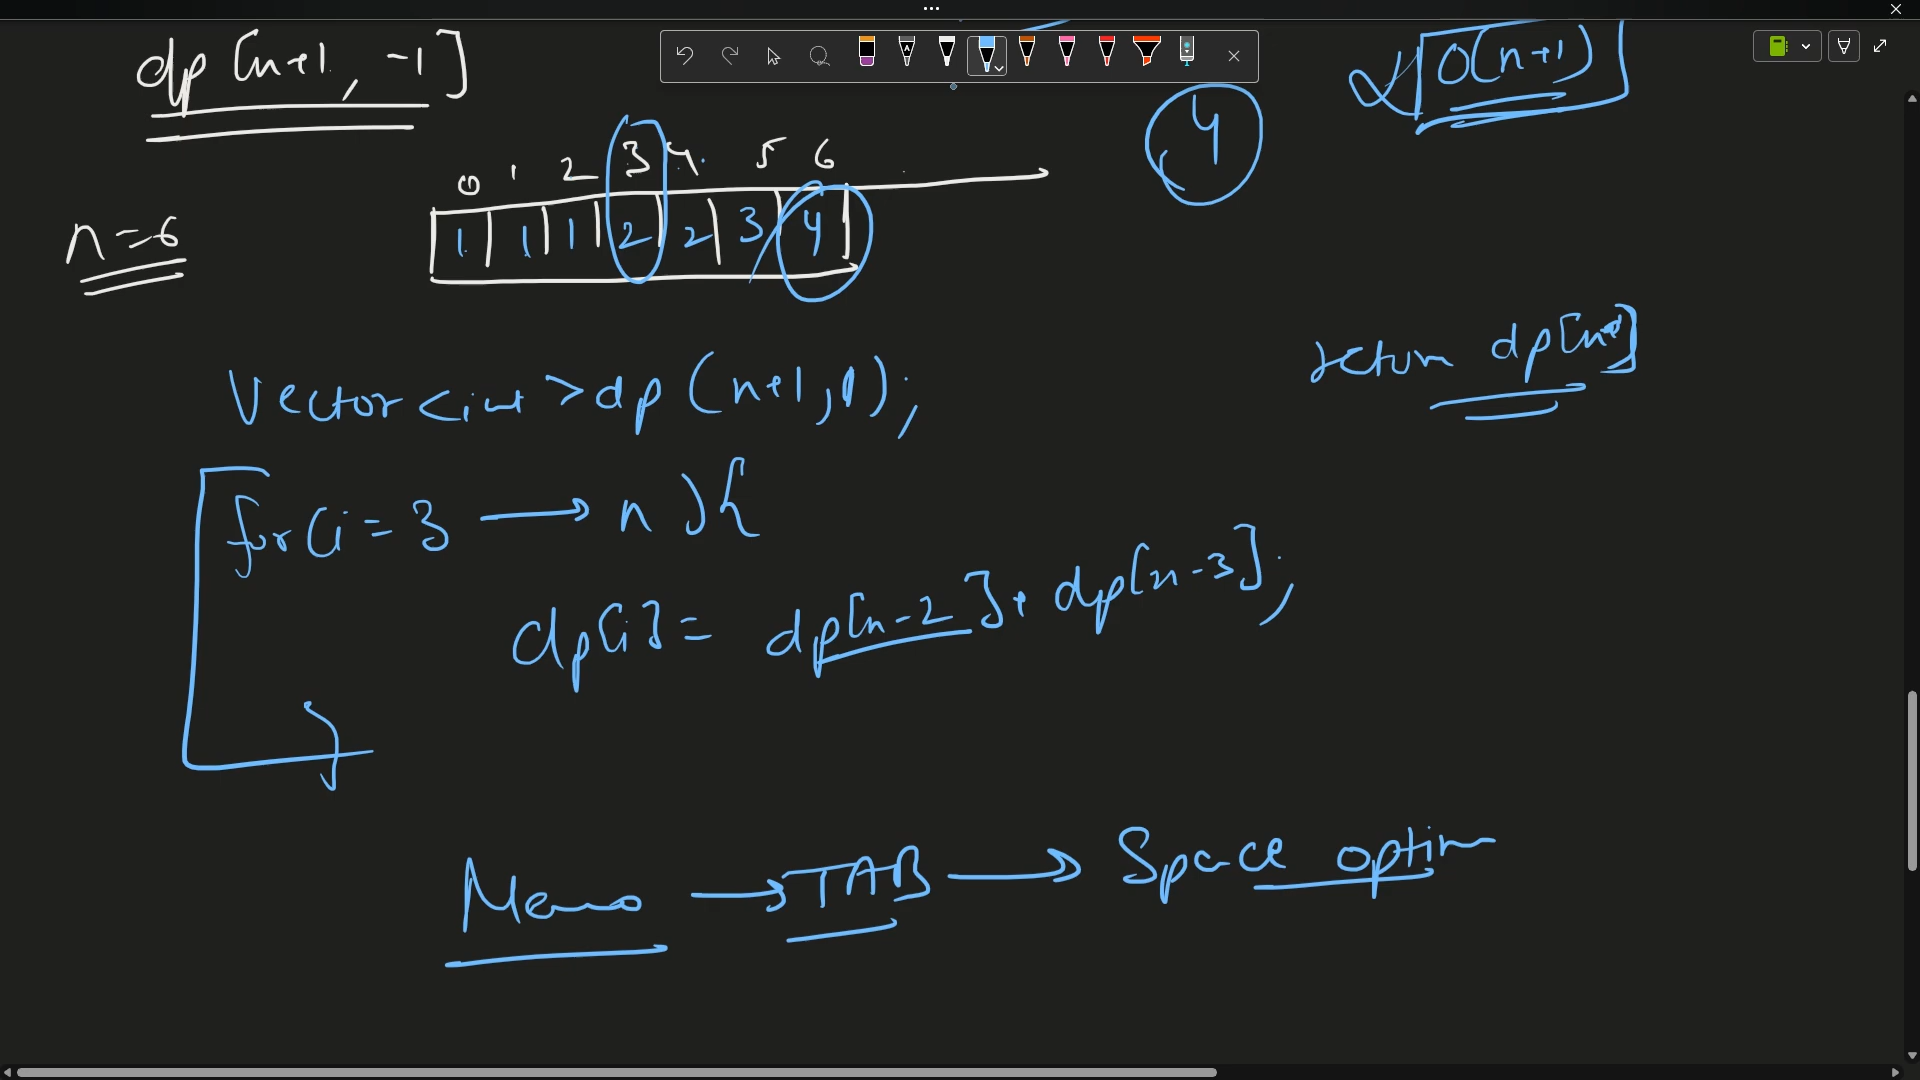 dp [n+1, -1]
O(n+1)
4
0 1 2 3 4 5 6
n=6
1 1 1 2 2 3 4
return dp[n]
Vector<int>dp (n+1,1);
for(i=3 → n){
dp[i]= dp[n-2]+dp[n-3];
}
Memo → TAB → Space optim